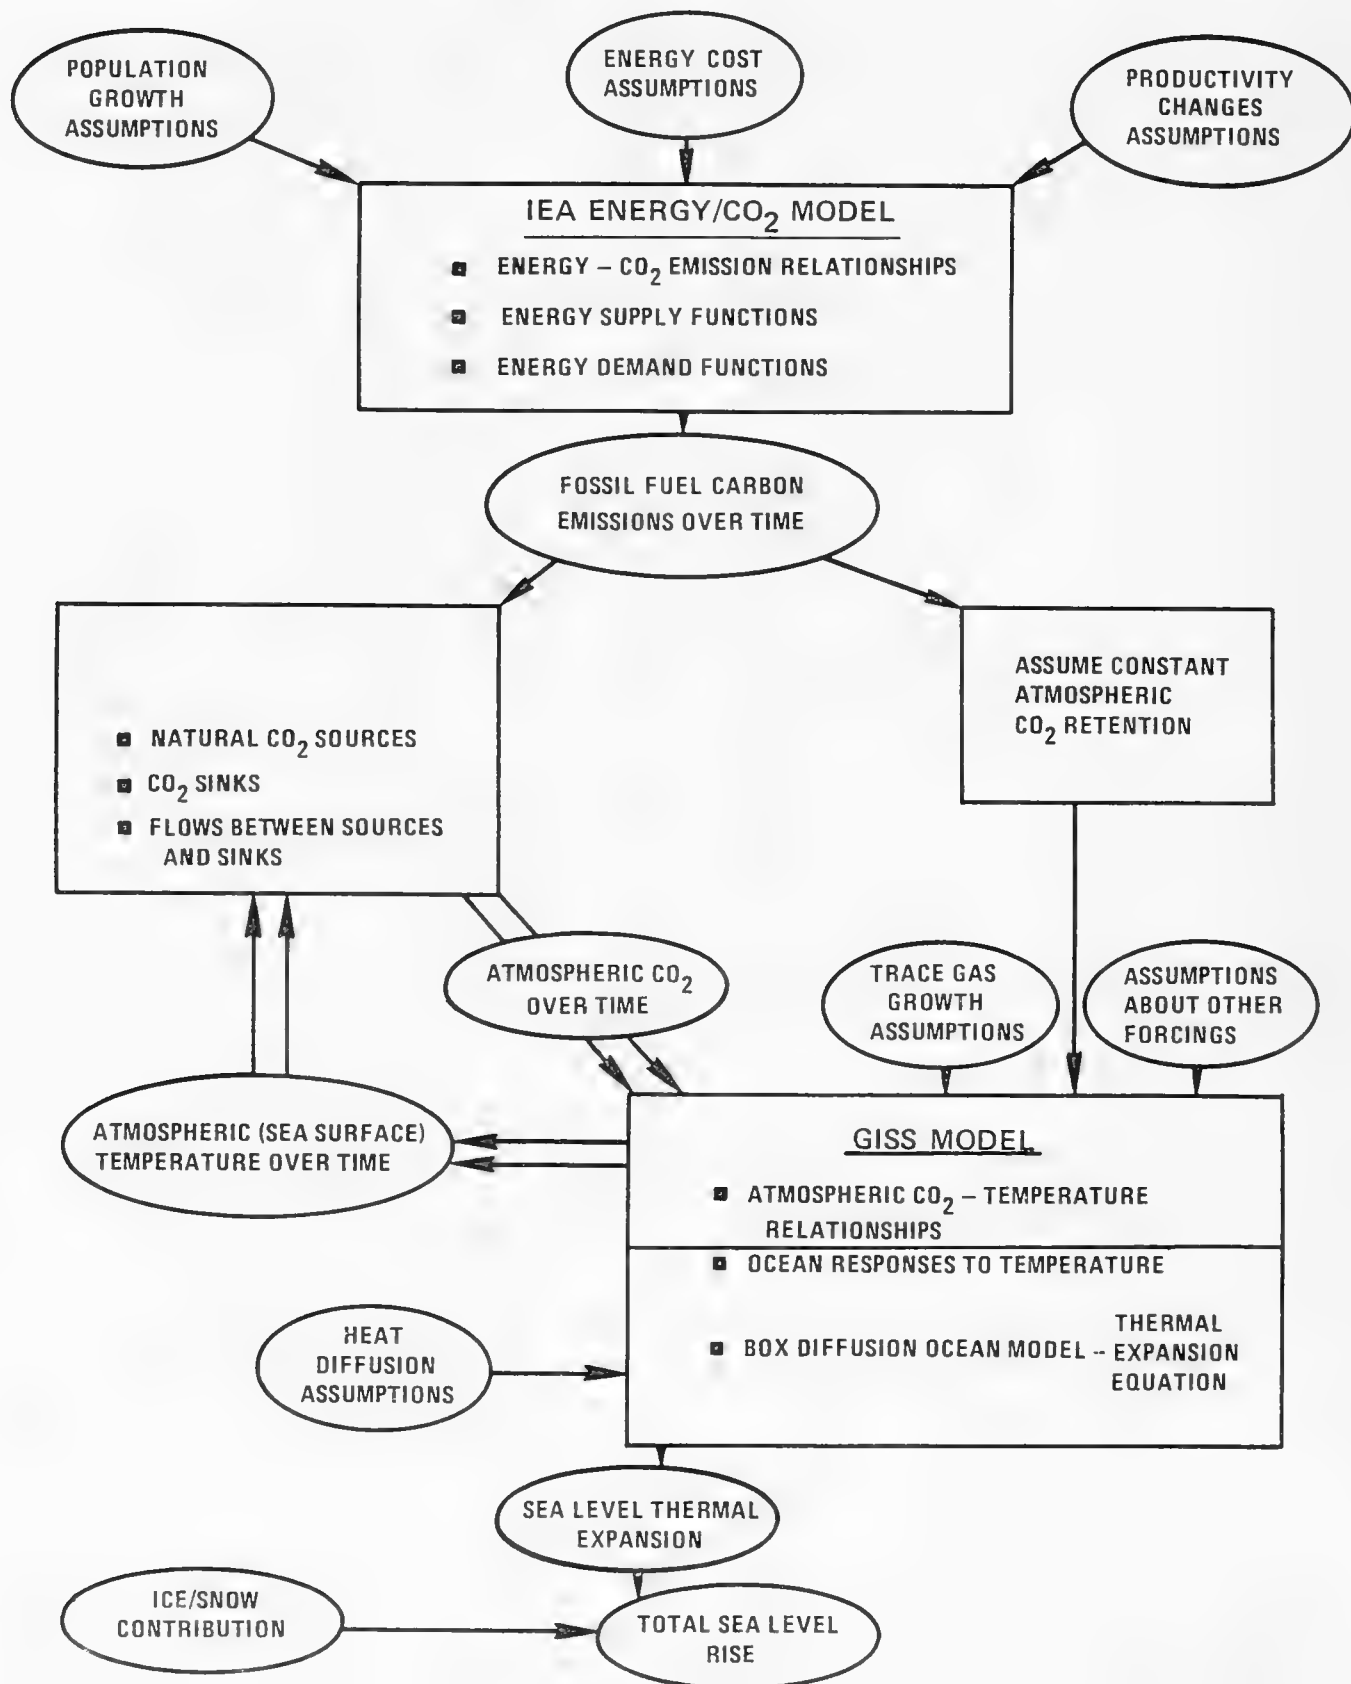 POPULATION
GROWTH
ASSUMPTIONS
ENERGY COST
ASSUMPTIONS
PRODUCTIVITY
CHANGES
ASSUMPTIONS
IEA ENERGY/CO2 MODEL
ENERGY – CO2 EMISSION RELATIONSHIPS
ENERGY SUPPLY FUNCTIONS
ENERGY DEMAND FUNCTIONS
FOSSIL FUEL CARBON
EMISSIONS OVER TIME
NATURAL CO2 SOURCES
CO2 SINKS
FLOWS BETWEEN SOURCES
AND SINKS
ASSUME CONSTANT
ATMOSPHERIC
CO2 RETENTION
ATMOSPHERIC CO2
OVER TIME
TRACE GAS
GROWTH
ASSUMPTIONS
ASSUMPTIONS
ABOUT OTHER
FORCINGS
ATMOSPHERIC (SEA SURFACE)
TEMPERATURE OVER TIME
GISS MODEL
ATMOSPHERIC CO2 – TEMPERATURE
RELATIONSHIPS
OCEAN RESPONSES TO TEMPERATURE
BOX DIFFUSION OCEAN MODEL -- THERMAL
EXPANSION
EQUATION
HEAT
DIFFUSION
ASSUMPTIONS
SEA LEVEL THERMAL
EXPANSION
ICE/SNOW
CONTRIBUTION
TOTAL SEA LEVEL
RISE